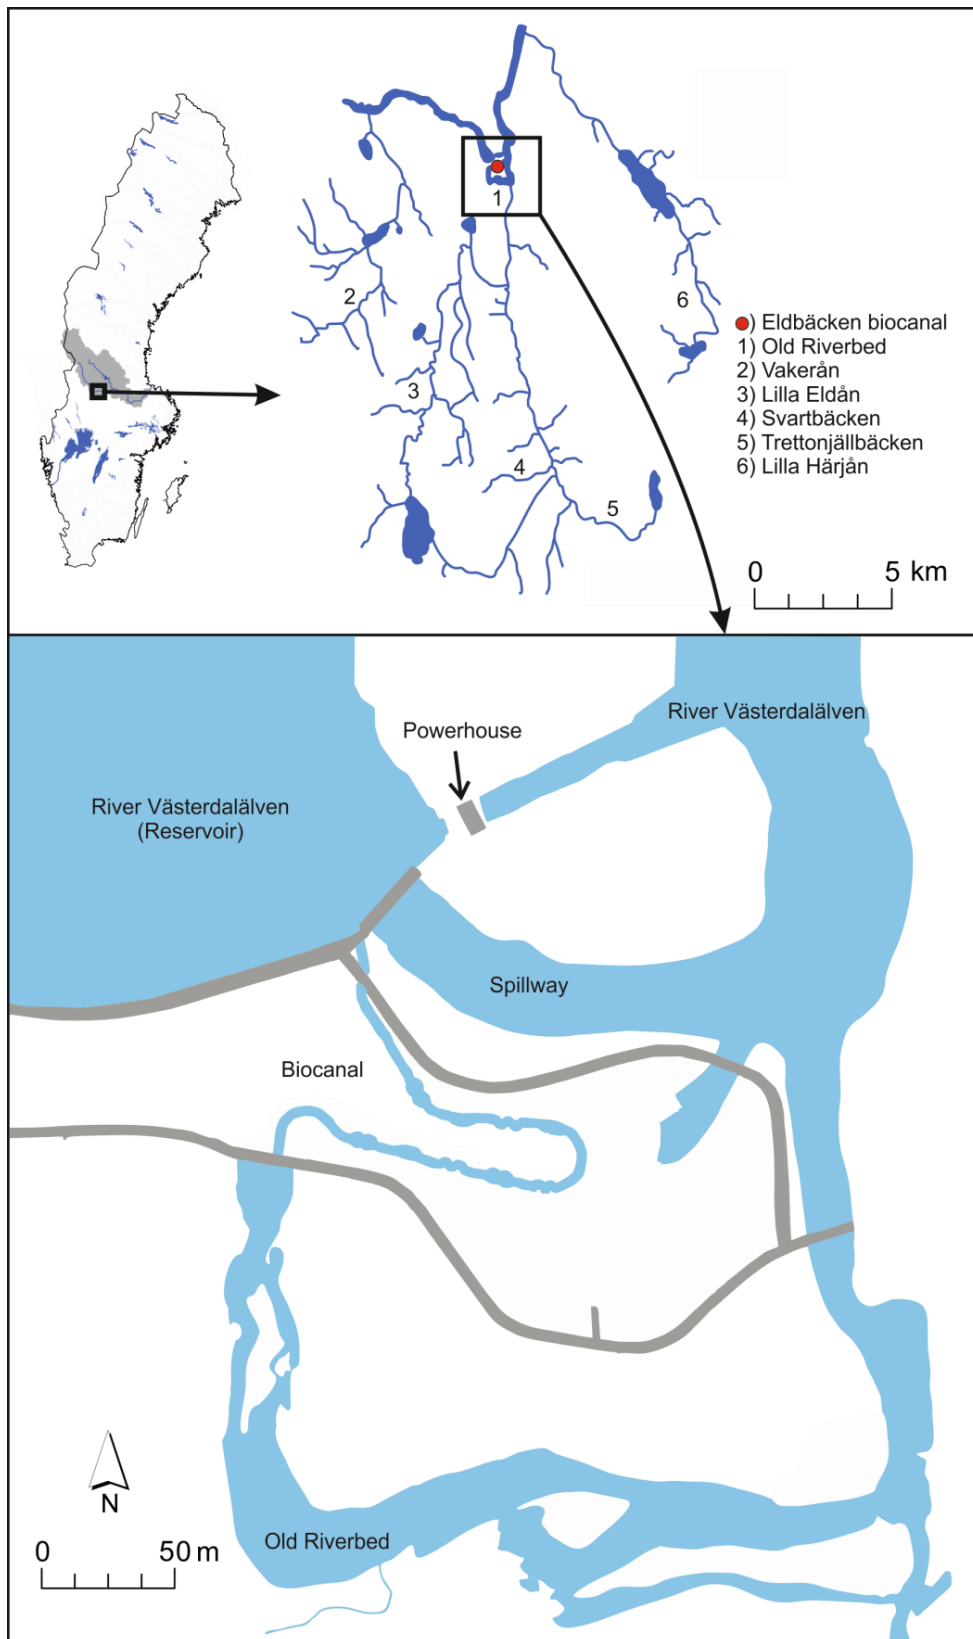 1
2
3
4
5
6
) Eldbäcken biocanal
1) Old Riverbed
2) Vakerån
3) Lilla Eldån
4) Svartbäcken
5) Trettonjällbäcken
6) Lilla Härjån
0 5 km
River Västerdalälven
Powerhouse
River Västerdalälven
(Reservoir)
Spillway
Biocanal
N
0 50 m
Old Riverbed